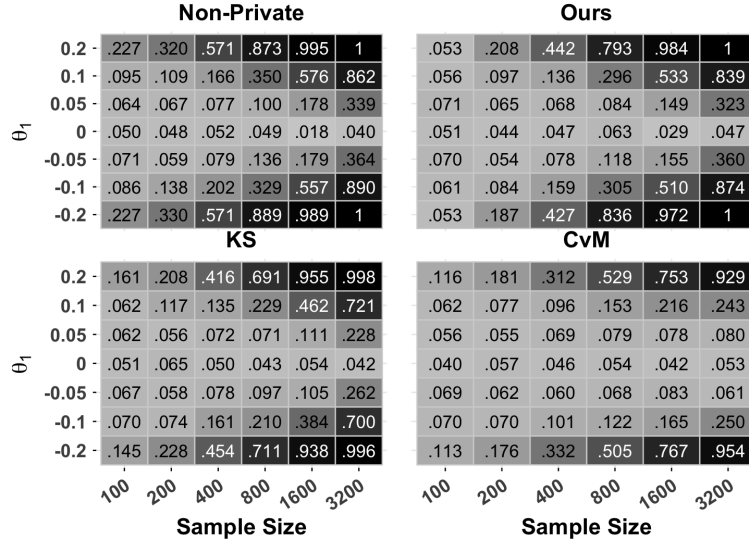 Non-Private Ours
0.2 .227 .320 .571 .873 .995 1 .053 .208 .442 .793 .984 1
0.1 .095 .109 .166 .350 .576 .862 .056 .097 .136 .296 .533 .839
0.05 .064 .067 .077 .100 .178 .339 .071 .065 .068 .084 .149 .323
θ1 0 .050 .048 .052 .049 .018 .040 .051 .044 .047 .063 .029 .047
-0.05 .071 .059 .079 .136 .179 .364 .070 .054 .078 .118 .155 .360
-0.1 .086 .138 .202 .329 .557 .890 .061 .084 .159 .305 .510 .874
-0.2 .227 .330 .571 .889 .989 1 .053 .187 .427 .836 .972 1
KS CvM
0.2 .161 .208 .416 .691 .955 .998 .116 .181 .312 .529 .753 .929
0.1 .062 .117 .135 .229 .462 .721 .062 .077 .096 .153 .216 .243
0.05 .062 .056 .072 .071 .111 .228 .056 .055 .069 .079 .078 .080
θ1 0 .051 .065 .050 .043 .054 .042 .040 .057 .046 .054 .042 .053
-0.05 .067 .058 .078 .097 .105 .262 .069 .062 .060 .068 .083 .061
-0.1 .070 .074 .161 .210 .384 .700 .070 .070 .101 .122 .165 .250
-0.2 .145 .228 .454 .711 .938 .996 .113 .176 .332 .505 .767 .954
100 200 400 800 1600 3200 100 200 400 800 1600 3200
Sample Size Sample Size